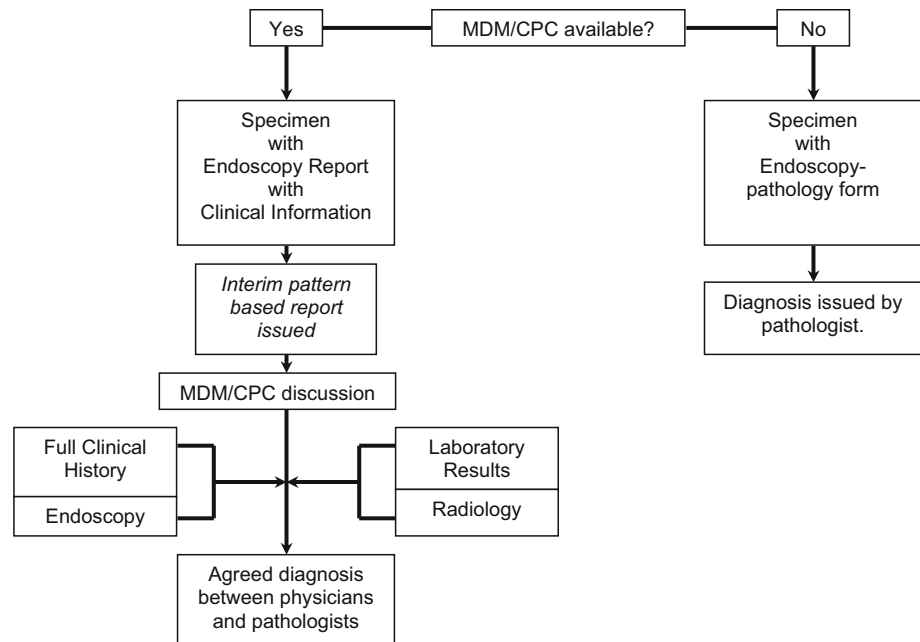 Yes
MDM/CPC available?
No
Specimen
with
Endoscopy Report
with
Clinical Information
Specimen
with
Endoscopy-
pathology form
Interim pattern
based report
issued
Diagnosis issued by
pathologist.
MDM/CPC discussion
Full Clinical
History
Endoscopy
Laboratory
Results
Radiology
Agreed diagnosis
between physicians
and pathologists